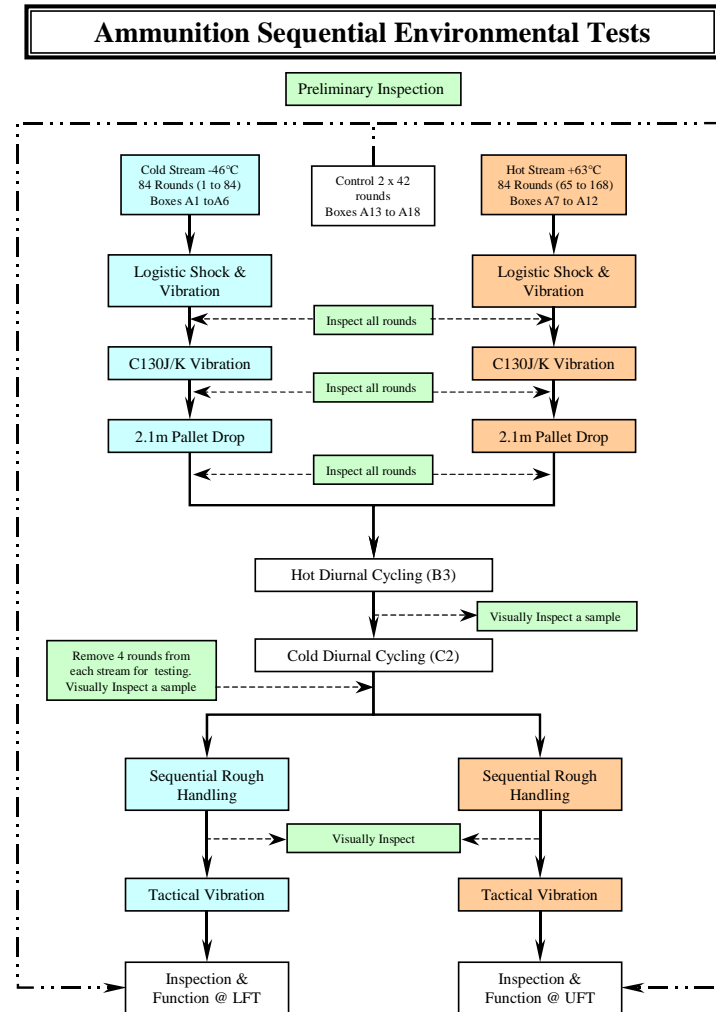 Ammunition Sequential Environmental Tests
Preliminary Inspection
Cold Stream -46°C
84 Rounds (1 to 84)
Boxes A1 toA6
Control 2 x 42
rounds
Boxes A13 to A18
Hot Stream +63°C
84 Rounds (65 to 168)
Boxes A7 to A12
Logistic Shock &
Vibration
Logistic Shock &
Vibration
Inspect all rounds
C130J/K Vibration
C130J/K Vibration
Inspect all rounds
2.1m Pallet Drop
2.1m Pallet Drop
Inspect all rounds
Hot Diurnal Cycling (B3)
Visually Inspect a sample
Cold Diurnal Cycling (C2)
Remove 4 rounds from
each stream for testing.
Visually Inspect a sample
Sequential Rough
Handling
Sequential Rough
Handling
Visually Inspect
Tactical Vibration
Tactical Vibration
Inspection &
Function @ LFT
Inspection &
Function @ UFT